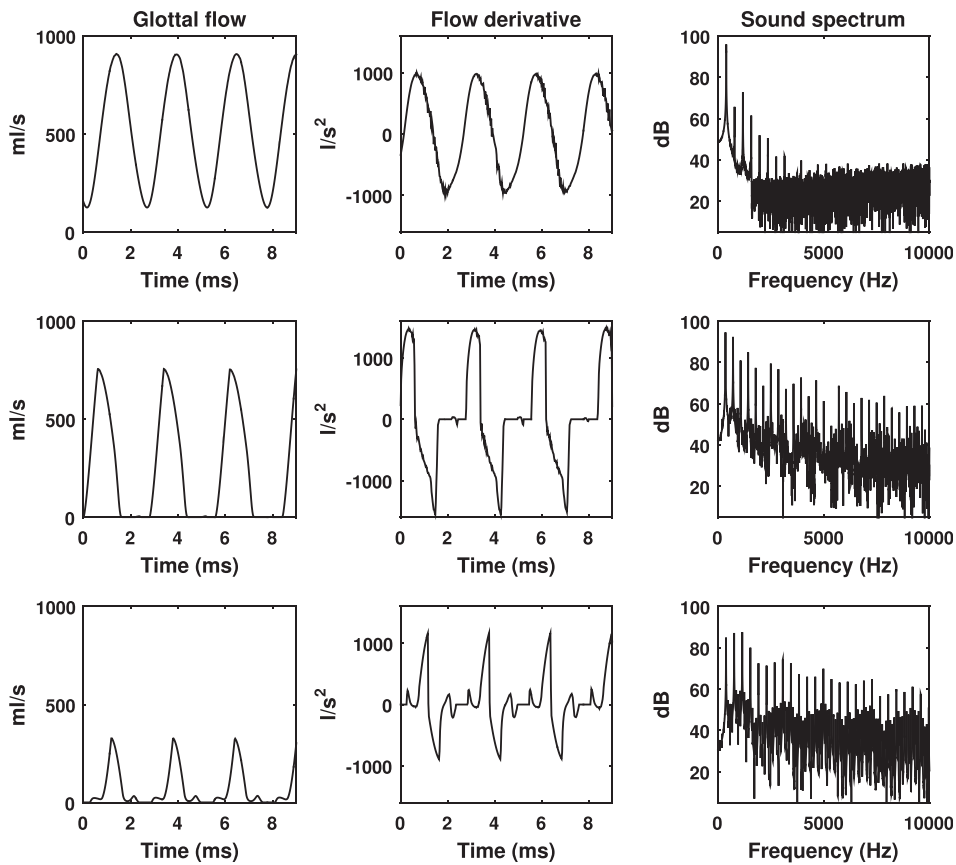 Glottal flow
Flow derivative
Sound spectrum
1000
500
0
ml/s
0 2 4 6 8
Time (ms)
1000
0
-1000
l/s²
0 2 4 6 8
Time (ms)
100
80
60
40
20
dB
0 5000 10000
Frequency (Hz)
1000
500
0
ml/s
0 2 4 6 8
Time (ms)
1000
0
-1000
l/s²
0 2 4 6 8
Time (ms)
100
80
60
40
20
dB
0 5000 10000
Frequency (Hz)
1000
500
0
ml/s
0 2 4 6 8
Time (ms)
1000
0
-1000
l/s²
0 2 4 6 8
Time (ms)
100
80
60
40
20
dB
0 5000 10000
Frequency (Hz)